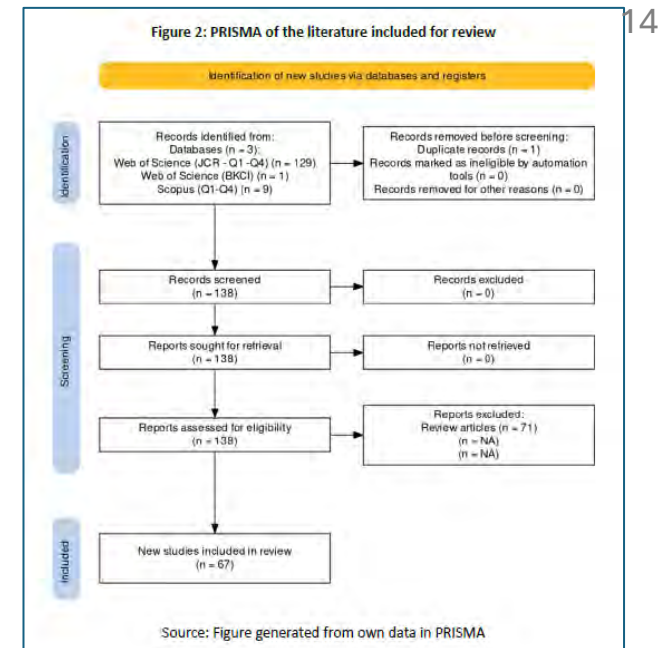 14
Figure 2: PRISMA of the literature included for review
Identification of new studies via databases and registers
Identification
Records identified from:
Databases (n = 3):
Web of Science (JCR - Q1 -Q4) (n = 129)
Web of Science (BKCI) (n = 1)
Scopus (Q1-Q4) (n = 9)
Records removed before screening:
Duplicate records (n = 1)
Records marked as ineligible by automation
tools (n = 0)
Records removed for other reasons (n = 0)
Screening
Records screened
(n = 138)
Records excluded
(n = 0)
Reports sought for retrieval
(n = 138)
Reports not retrieved
(n = 0)
Reports assessed for eligibility
(n = 138)
Reports excluded:
Review articles (n = 71)
(n = NA)
(n = NA)
Included
New studies included in review
(n = 67)
Source: Figure generated from own data in PRISMA